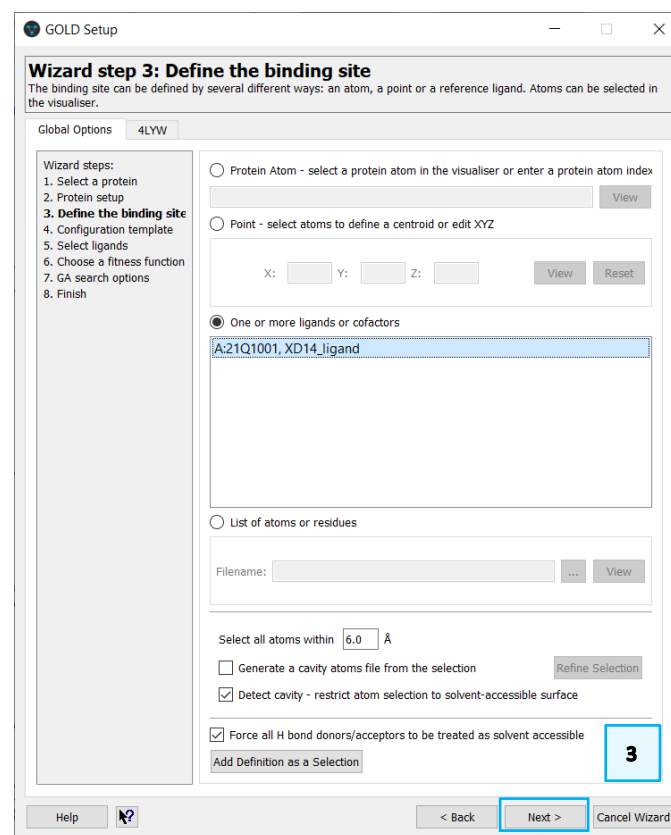 GOLD Setup
Wizard step 3: Define the binding site
The binding site can be defined by several different ways: an atom, a point or a reference ligand. Atoms can be selected in
the visualiser.
Global Options
4LYW
Wizard steps:
1. Select a protein
2. Protein setup
3. Define the binding site
4. Configuration template
5. Select ligands
6. Choose a fitness function
7. GA search options
8. Finish
Protein Atom - select a protein atom in the visualiser or enter a protein atom index
View
Point - select atoms to define a centroid or edit XYZ
X: Y: Z: View Reset
One or more ligands or cofactors
A:21Q1001, XD14_ligand
List of atoms or residues
Filename: ... View
Select all atoms within 6.0 Å
Generate a cavity atoms file from the selection Refine Selection
Detect cavity - restrict atom selection to solvent-accessible surface
Force all H bond donors/acceptors to be treated as solvent accessible
Add Definition as a Selection
3
Help ? < Back Next > Cancel Wizard